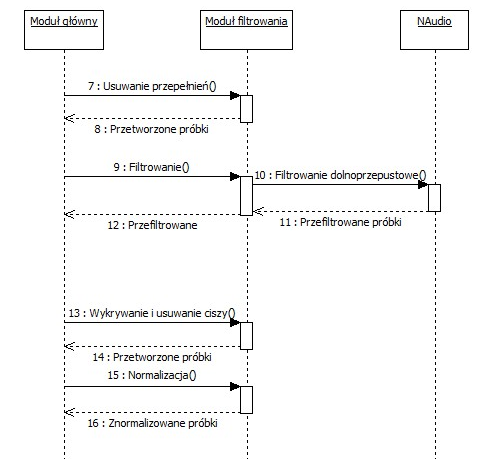 Moduł główny
Moduł filtrowania
NAudio
7 : Usuwanie przepełnień()
8 : Przetworzone próbki
9 : Filtrowanie()
10 : Filtrowanie dolnoprzepustowe()
11 : Przefiltrowane próbki
12 : Przefiltrowane
13 : Wykrywanie i usuwanie ciszy()
14 : Przetworzone próbki
15 : Normalizacja()
16 : Znormalizowane próbki